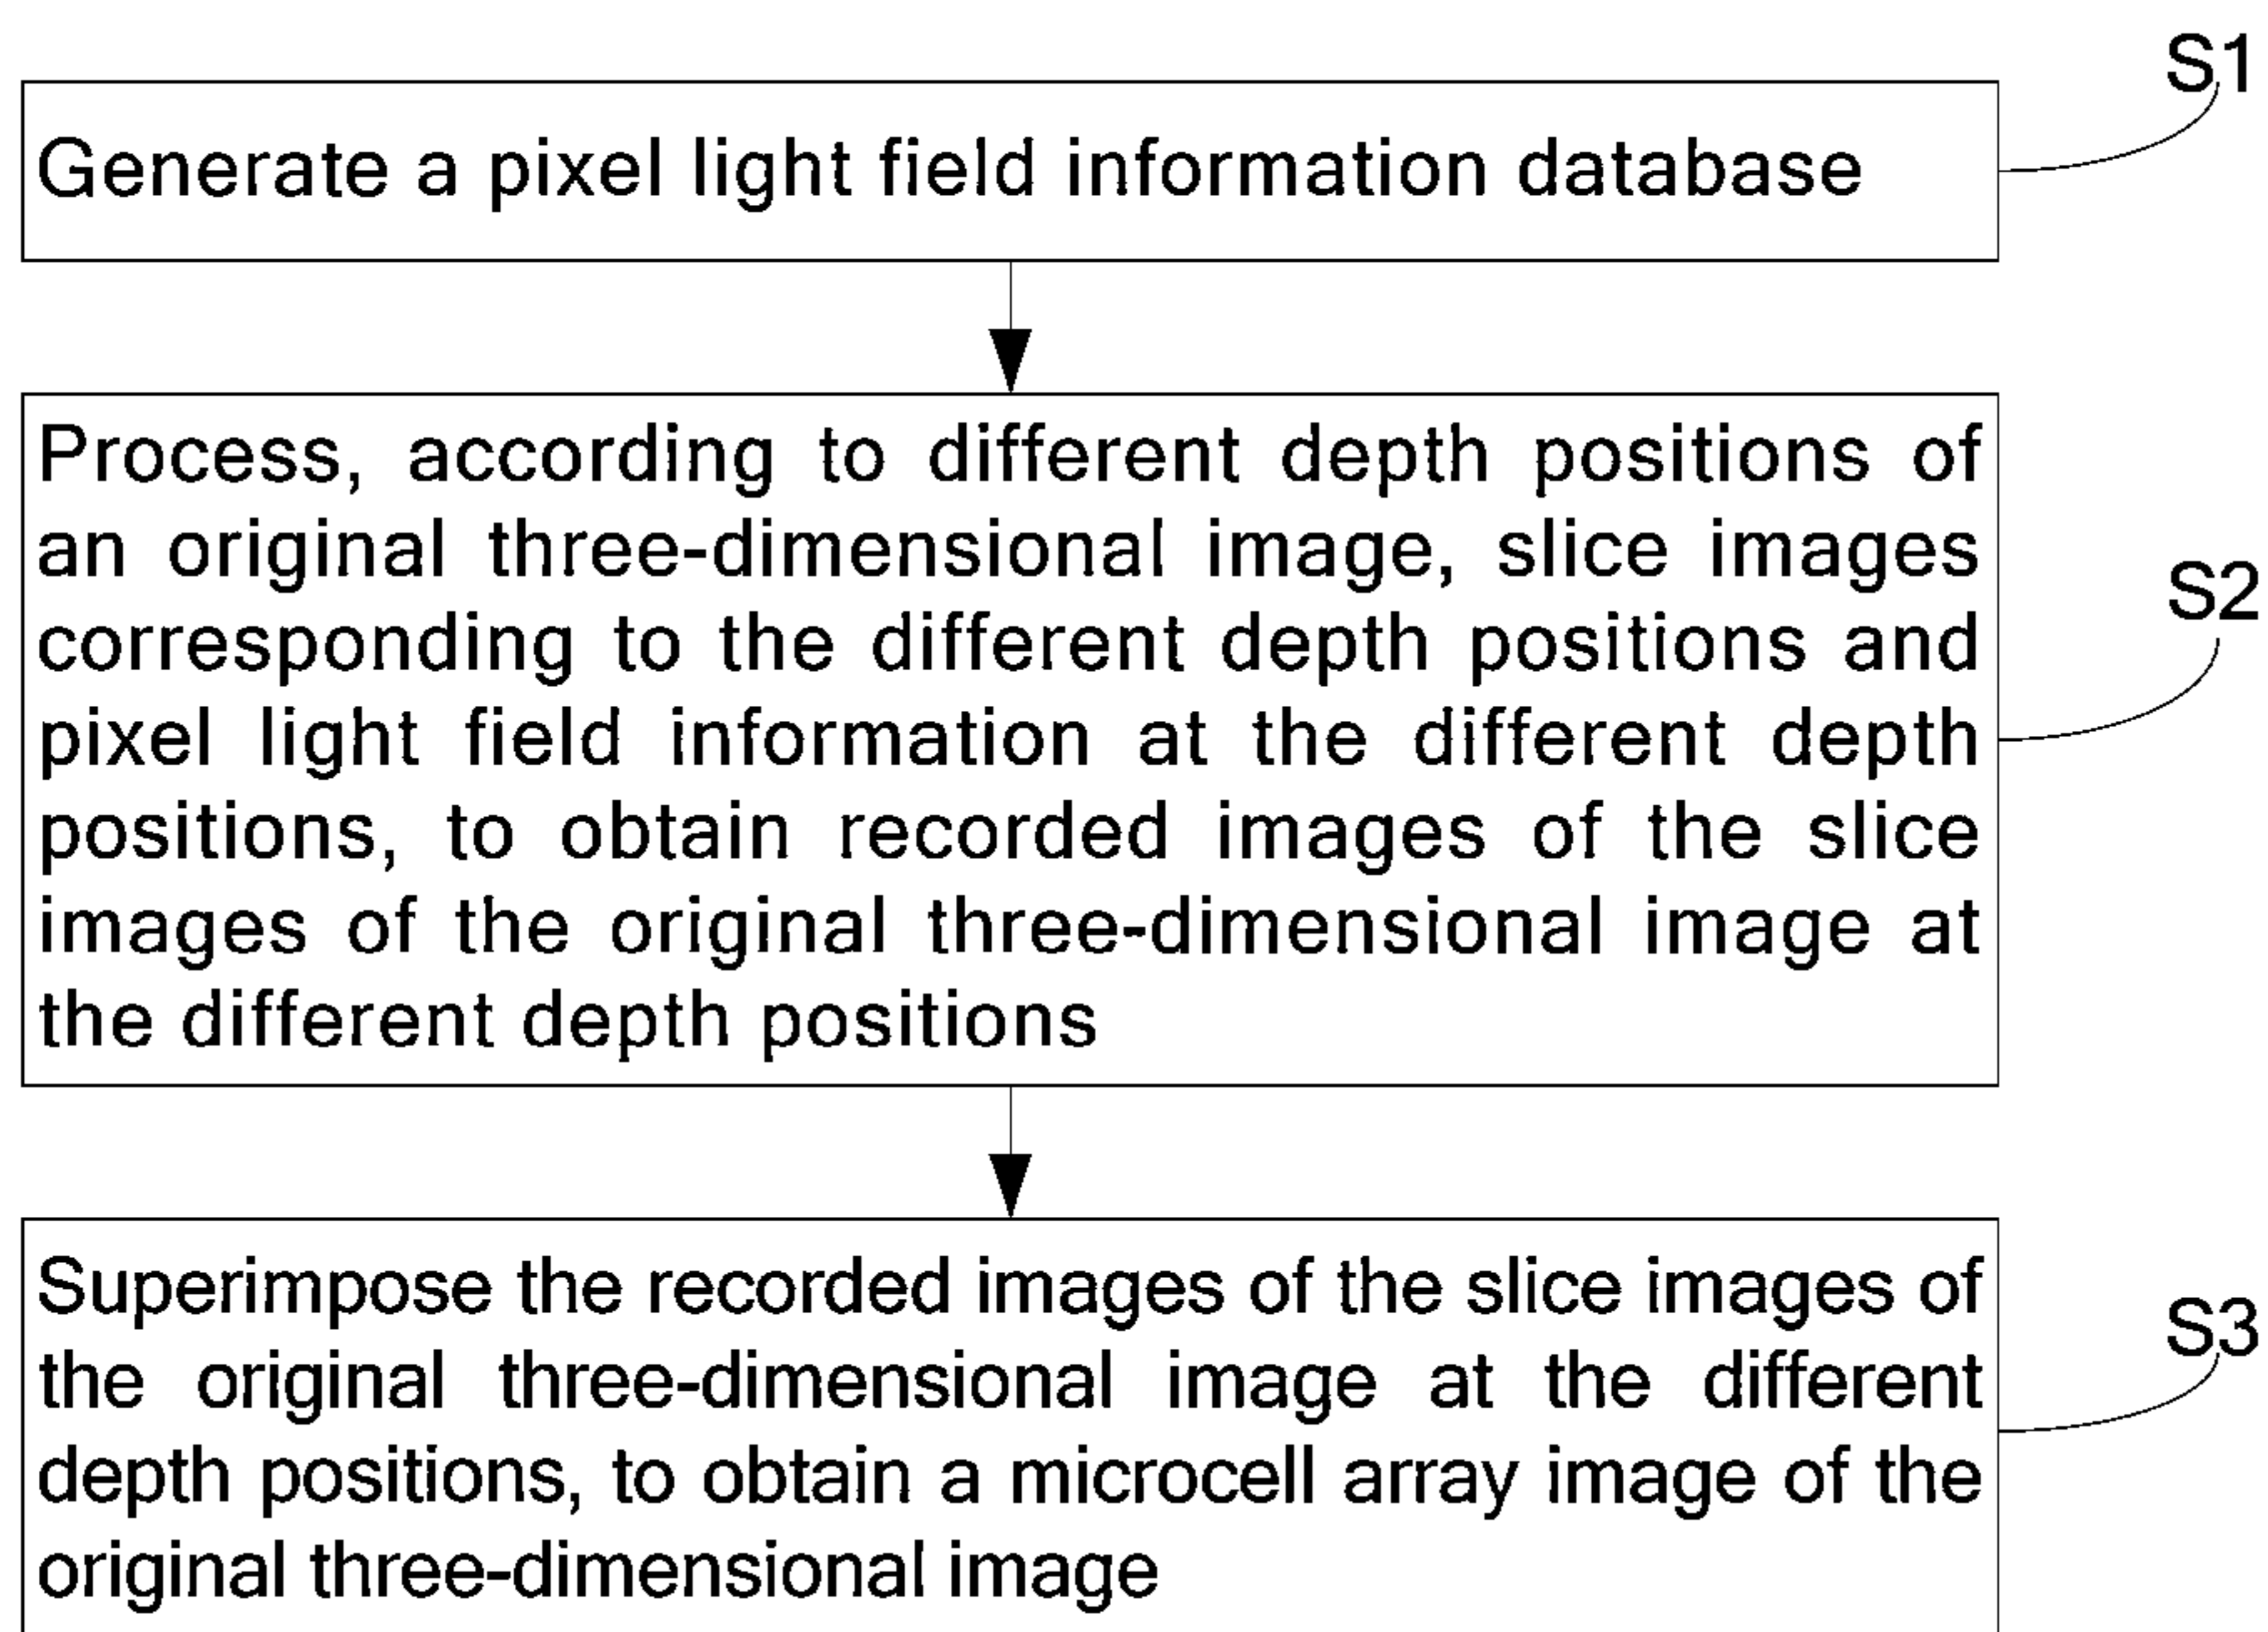 S1
Generate a pixel light field information database
Process, according to different depth positions of
an original three-dimensional image, slice images
corresponding to the different depth positions and
pixel light field information at the different depth
positions, to obtain recorded images of the slice
images of the original three-dimensional image at
the different depth positions
S2
Superimpose the recorded images of the slice images of
the original three-dimensional image at the different
depth positions, to obtain a microcell array image of the
original three-dimensional image
S3